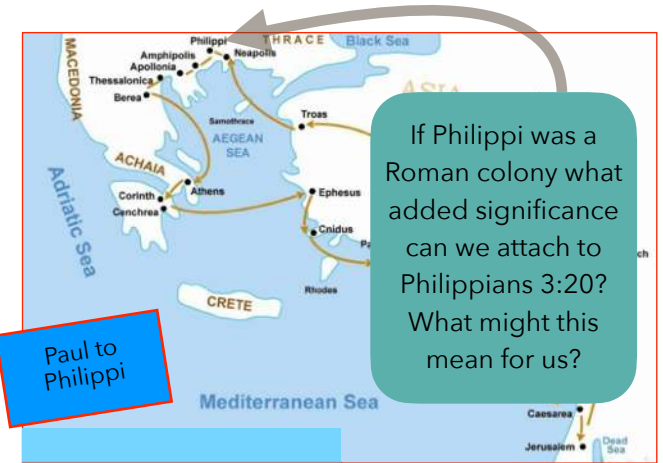 Philippi
THRACE
Black Sea
MACEDONIA
Amphipolis
Neapolis
Apollonia
Thessalonica
Berea
ASIA
Troas
Samothrace
AEGEAN
SEA
ACHAIA
Adriatic Sea
Corinth
Athens
Cenchrea
Ephesus
Cnidus
Rhodes
CRETE
If Philippi was a
Roman colony what
added significance
can we attach to
Philippians 3:20?
What might this
mean for us?
Paul to
Philippi
Mediterranean Sea
Caesarea
Jerusalem
Dead
Sea